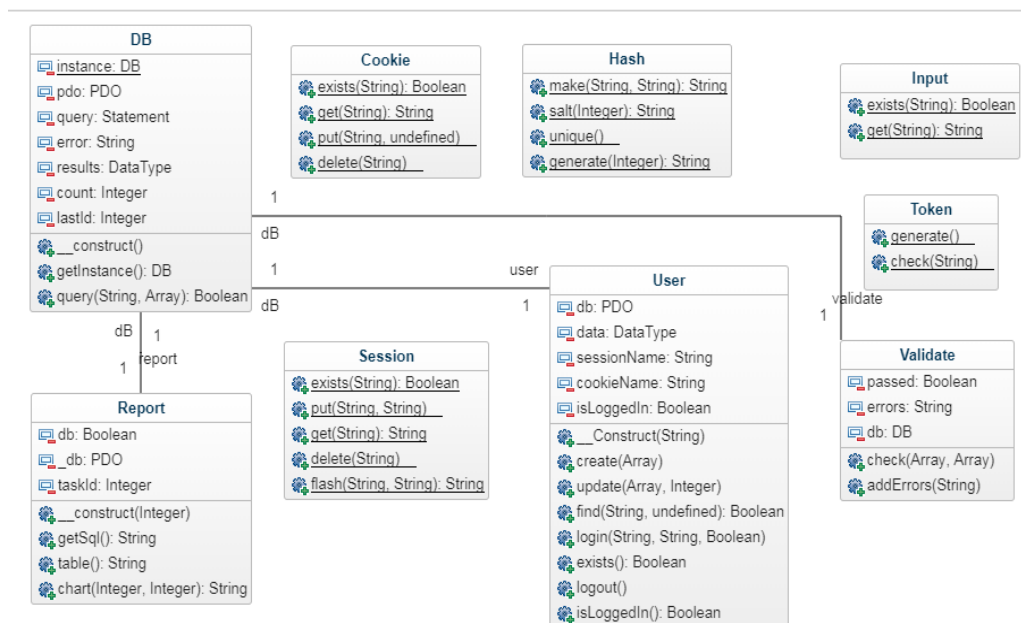 DB
instance: DB
pdo: PDO
query: Statement
error: String
results: DataType
count: Integer
lastId: Integer
__construct()
getInstance(): DB
query(String, Array): Boolean
Cookie
exists(String): Boolean
get(String): String
put(String, undefined)
delete(String)
Hash
make(String, String): String
salt(Integer): String
unique()
generate(Integer): String
Input
exists(String): Boolean
get(String): String
Token
generate()
check(String)
1
dB
1
dB
user
1
validate
1
dB
1
report
1
Session
exists(String): Boolean
put(String, String)
get(String): String
delete(String)
flash(String, String): String
User
db: PDO
data: DataType
sessionName: String
cookieName: String
isLoggedIn: Boolean
__Construct(String)
create(Array)
update(Array, Integer)
find(String, undefined): Boolean
login(String, String, Boolean)
exists(): Boolean
logout()
isLoggedIn(): Boolean
Validate
passed: Boolean
errors: String
db: DB
check(Array, Array)
addErrors(String)
Report
db: Boolean
_db: PDO
taskId: Integer
__construct(Integer)
getSql(): String
table(): String
chart(Integer, Integer): String